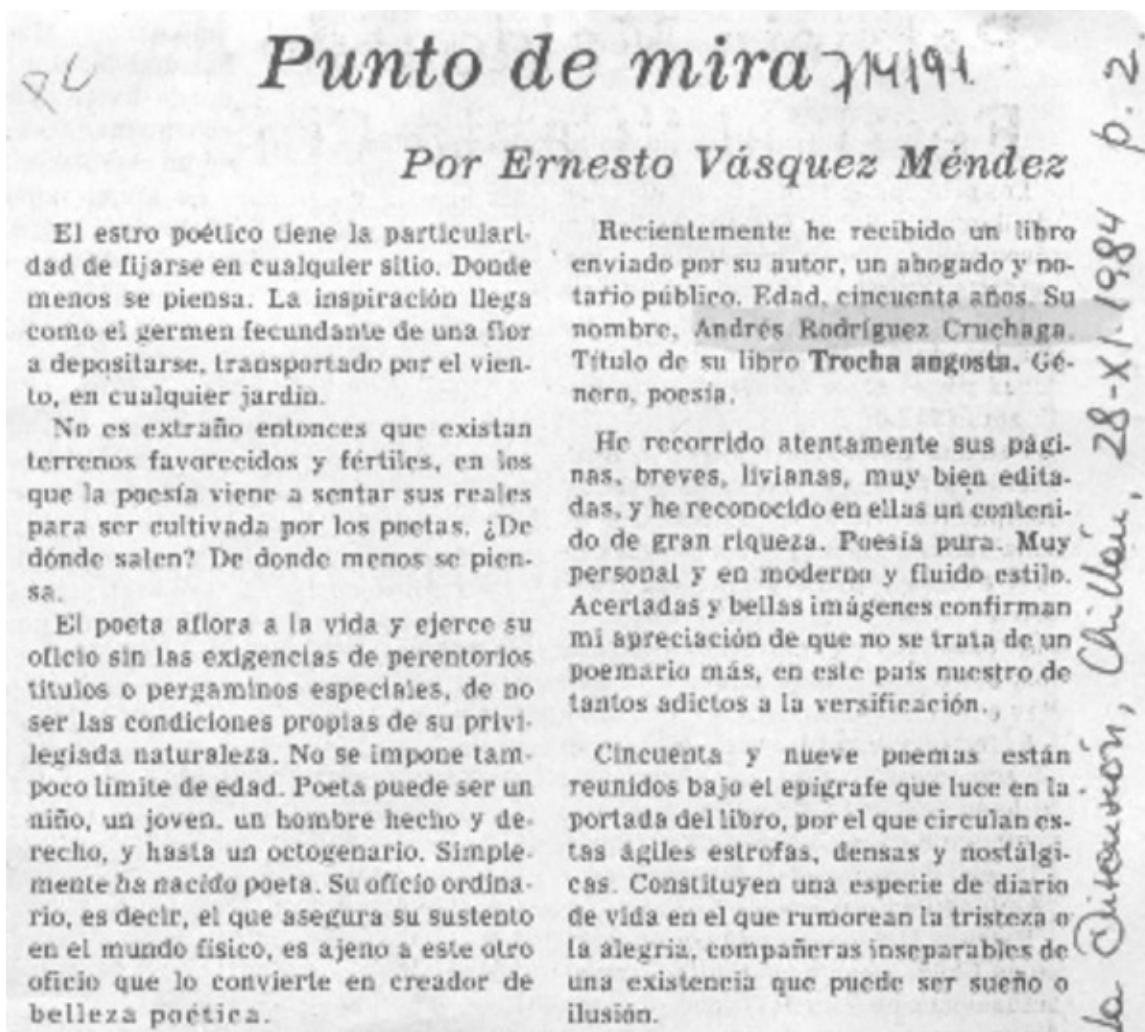 Punto de mira
Por Ernesto Vásquez Méndez
El estro poético tiene la particulari-
dad de fijarse en cualquier sitio. Donde
menos se piensa. La inspiración llega
como el germen fecundante de una flor
a depositarse, transportado por el vien-
to, en cualquier jardín.
No es extraño entonces que existan
terrenos favorecidos y fértiles, en los
que la poesía viene a sentar sus reales
para ser cultivada por los poetas. ¿De
dónde salen? De donde menos se pien-
sa.
El poeta aflora a la vida y ejerce su
oficio sin las exigencias de perentorios
títulos o pergaminos especiales, de no
ser las condiciones propias de su privi-
legiada naturaleza. No se impone tam-
poco límite de edad. Poeta puede ser un
niño, un joven, un hombre hecho y de-
recho, y hasta un octogenario. Simple-
mente ha nacido poeta. Su oficio ordina-
rio, es decir, el que asegura su sustento
en el mundo físico, es ajeno a este otro
oficio que lo convierte en creador de
belleza poética.
Recientemente he recibido un libro
enviado por su autor, un abogado y no-
tario público. Edad, cincuenta años. Su
nombre, Andrés Rodríguez Cruchaga.
Título de su libro Trocha angosta. Gé-
nero, poesía.
He recorrido atentamente sus pági-
nas, breves, livianas, muy bien edita-
das, y he reconocido en ellas un conteni-
do de gran riqueza. Poesía pura. Muy
personal y en moderno y fluido estilo.
Acertadas y bellas imágenes confirman
mi apreciación de que no se trata de un
poemario más, en este país nuestro de
tantos adictos a la versificación.
Cincuenta y nueve poemas están
reunidos bajo el epígrafe que luce en la
portada del libro, por el que circulan es-
tas ágiles estrofas, densas y nostálgi-
cas. Constituyen una especie de diario
de vida en el que rumorean la tristeza o
la alegría, compañeras inseparables de
una existencia que puede ser sueño o
ilusión.
la Discusión, Chillán, 28-XI-1984 p. 2.